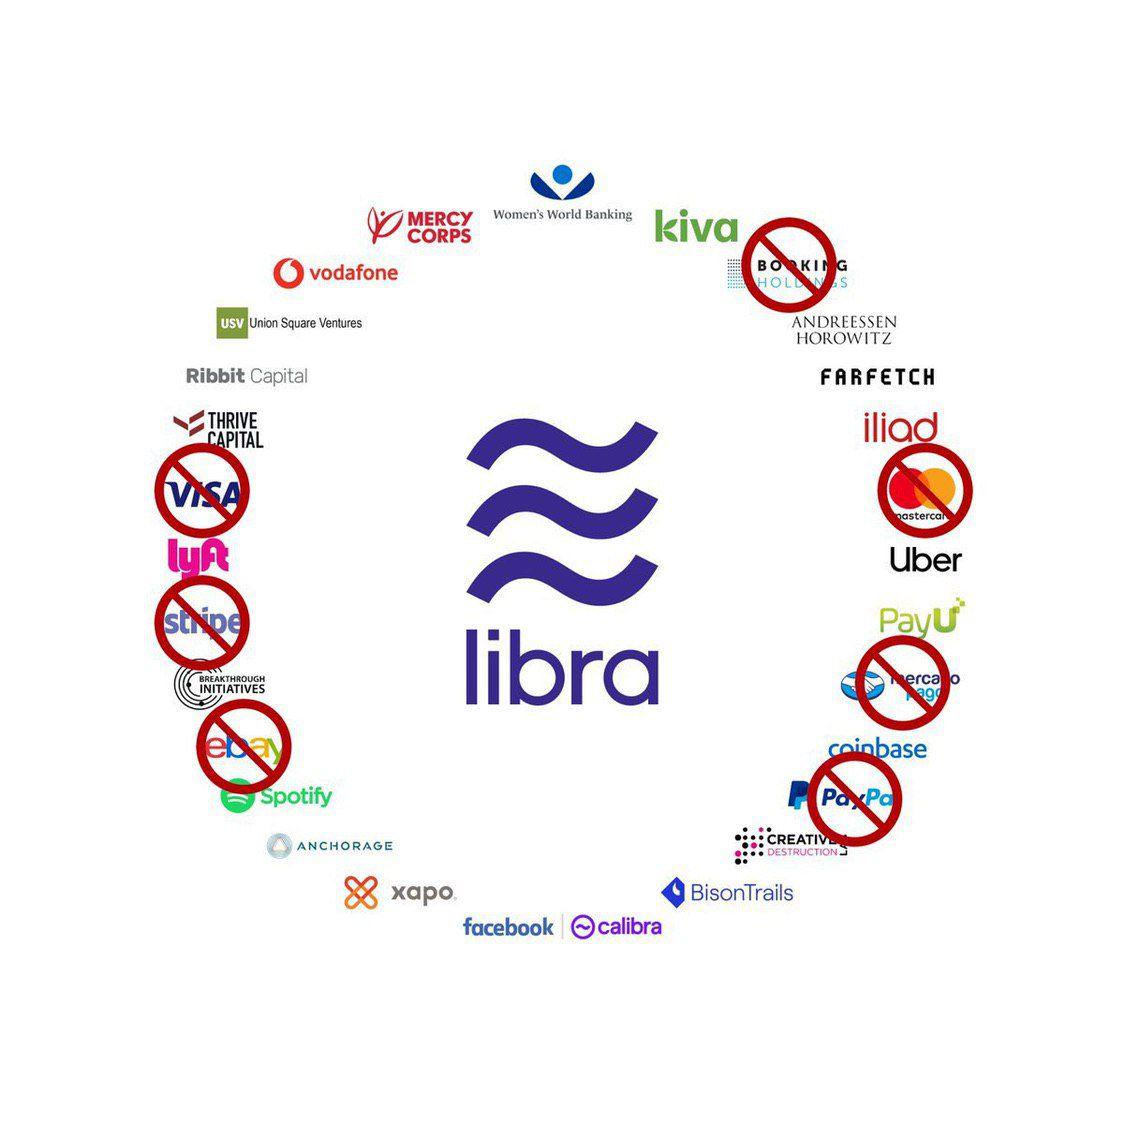 Women's World Banking
MERCY
CORPS
kiva
vodafone
BOOKING
HOLDINGS
USV Union Square Ventures
ANDREESSEN
HOROWITZ
Ribbit Capital
FARFETCH
THRIVE
CAPITAL
iliad
VISA
mastercard
lyft
Uber
stripe
PayU
BREAKTHROUGH
INITIATIVES
libra
mercado
pago
ebay
coinbase
Spotify
PayPal
ANCHORAGE
CREATIVE
DESTRUCTION
LAB
xapo
BisonTrails
facebook
calibra